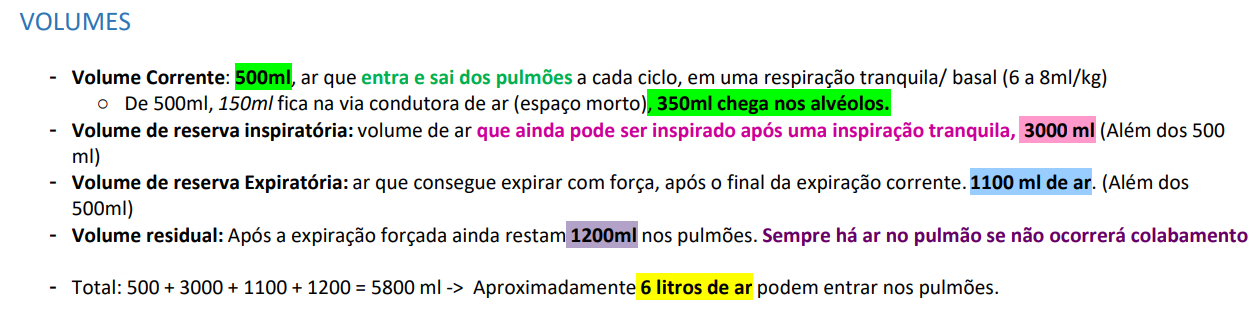 VOLUMES
- Volume Corrente: 500ml, ar que entra e sai dos pulmões a cada ciclo, em uma respiração tranquila/ basal (6 a 8ml/kg)
o De 500ml, 150ml fica na via condutora de ar (espaço morto), 350ml chega nos alvéolos.
- Volume de reserva inspiratória: volume de ar que ainda pode ser inspirado após uma inspiração tranquila, 3000 ml (Além dos 500
ml)
- Volume de reserva Expiratória: ar que consegue expirar com força, após o final da expiração corrente. 1100 ml de ar. (Além dos
500ml)
- Volume residual: Após a expiração forçada ainda restam 1200ml nos pulmões. Sempre há ar no pulmão se não ocorrerá colabamento
- Total: 500 + 3000 + 1100 + 1200 = 5800 ml -> Aproximadamente 6 litros de ar podem entrar nos pulmões.